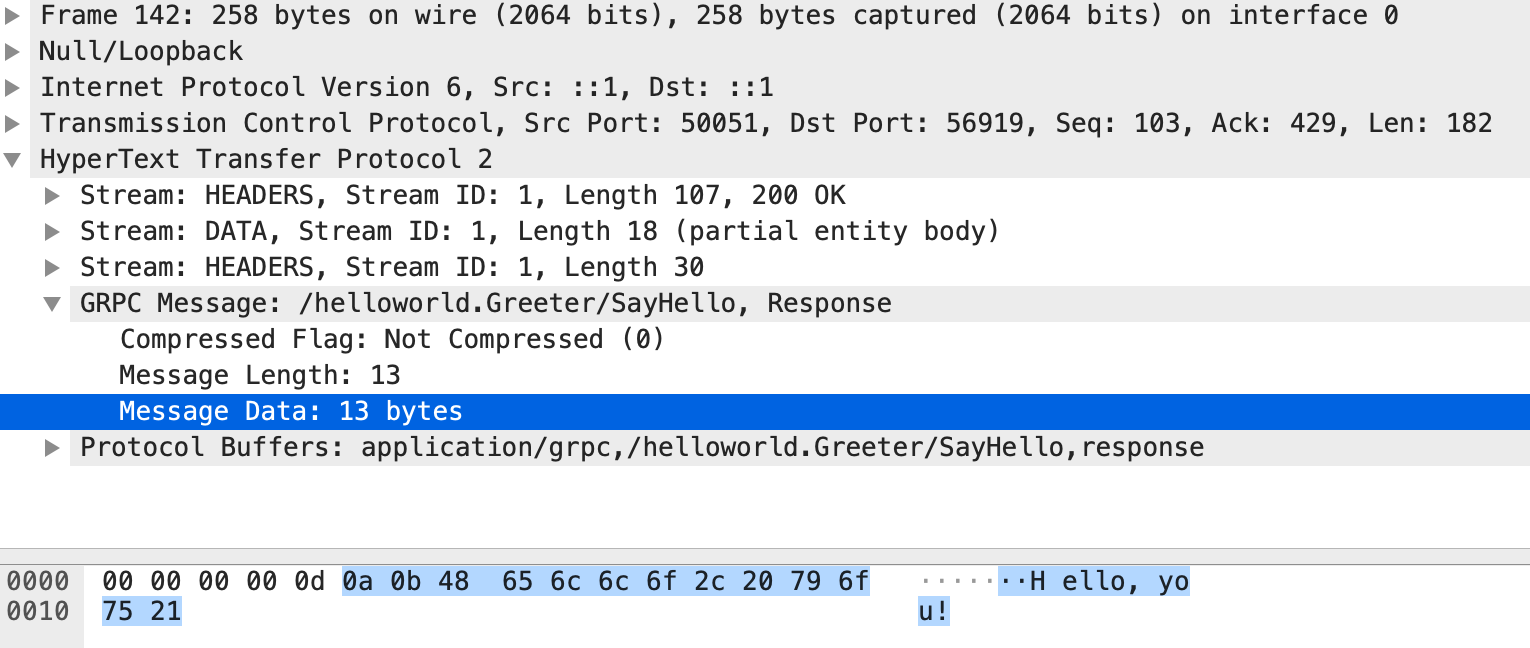 Frame 142: 258 bytes on wire (2064 bits), 258 bytes captured (2064 bits) on interface 0
Null/Loopback
Internet Protocol Version 6, Src: ::1, Dst: ::1
Transmission Control Protocol, Src Port: 50051, Dst Port: 56919, Seq: 103, Ack: 429, Len: 182
HyperText Transfer Protocol 2
Stream: HEADERS, Stream ID: 1, Length 107, 200 OK
Stream: DATA, Stream ID: 1, Length 18 (partial entity body)
Stream: HEADERS, Stream ID: 1, Length 30
GRPC Message: /helloworld.Greeter/SayHello, Response
Compressed Flag: Not Compressed (0)
Message Length: 13
Message Data: 13 bytes
Protocol Buffers: application/grpc,/helloworld.Greeter/SayHello,response
0000 00 00 00 00 0d 0a 0b 48 65 6c 6c 6f 2c 20 79 6f ·······H ello, yo
0010 75 21 u!